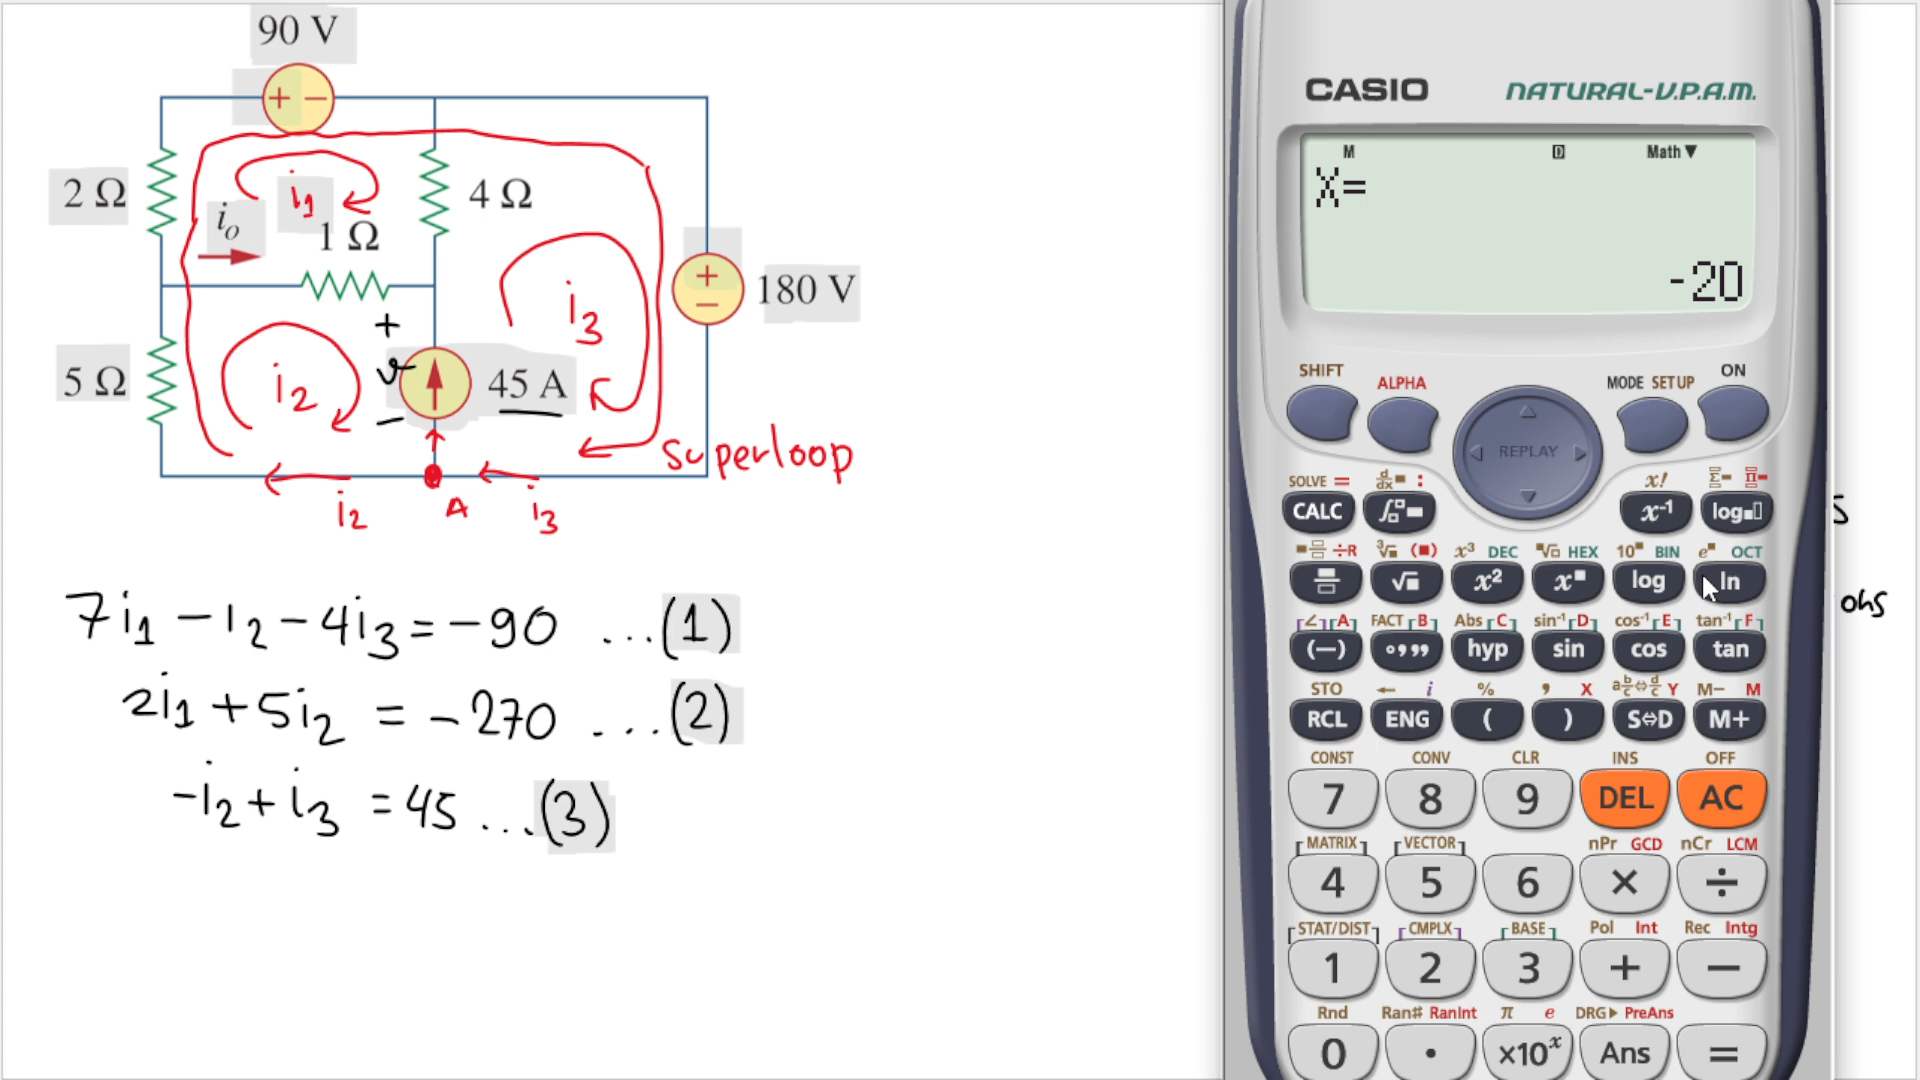 90 V
2 Ω
i1
4 Ω
io
1 Ω
i3
180 V
+
5 Ω
i2
v
45 A
−
superloop
i2
A
i3
7i1 − i2 − 4i3 = −90 ...(1)
2i1 + 5i2 = −270 ...(2)
−i2 + i3 = 45 ...(3)
CASIO NATURAL-V.P.A.M.
M D Math▼
X=
-20
SHIFT ALPHA MODE SETUP ON
REPLAY
SOLVE = d/dx■ : x! Σ■ Π■
CALC ∫■ x⁻¹ log■□
■■/■ ÷R ³√■ (■) x³ DEC ■√□ HEX 10■ BIN e■ OCT
■/□ √■ x² x■ log ln
∠ A FACT B Abs C sin⁻¹ D cos⁻¹ E tan⁻¹ F
(−) °,,, hyp sin cos tan
STO ← i % , X a b/c⇔d/c Y M− M
RCL ENG ( ) S⇔D M+
CONST CONV CLR INS OFF
7 8 9 DEL AC
MATRIX VECTOR nPr GCD nCr LCM
4 5 6 × ÷
STAT/DIST CMPLX BASE Pol Int Rec Intg
1 2 3 + −
Rnd Ran# RanInt π e DRG▶ PreAns
0 . ×10ˣ Ans =